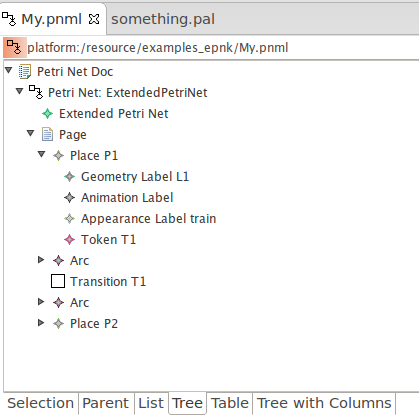 My.pnml something.pal
platform:/resource/examples_epnk/My.pnml
Petri Net Doc
Petri Net: ExtendedPetriNet
Extended Petri Net
Page
Place P1
Geometry Label L1
Animation Label
Appearance Label train
Token T1
Arc
Transition T1
Arc
Place P2
Selection Parent List Tree Table Tree with Columns